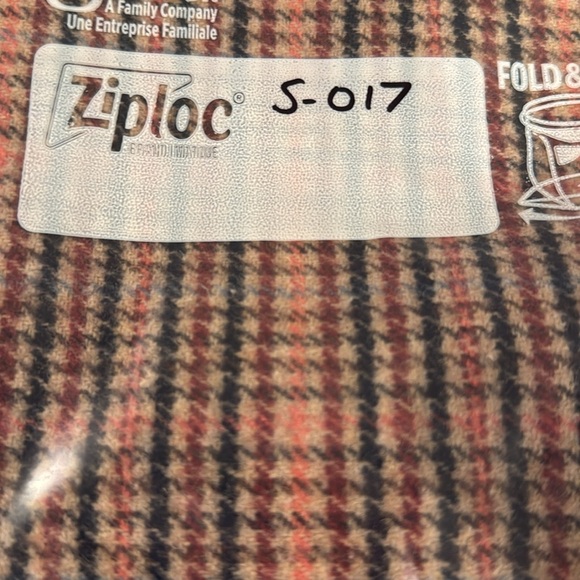 A Family Company
Une Entreprise Familiale
Ziploc® S-017
FOLD &